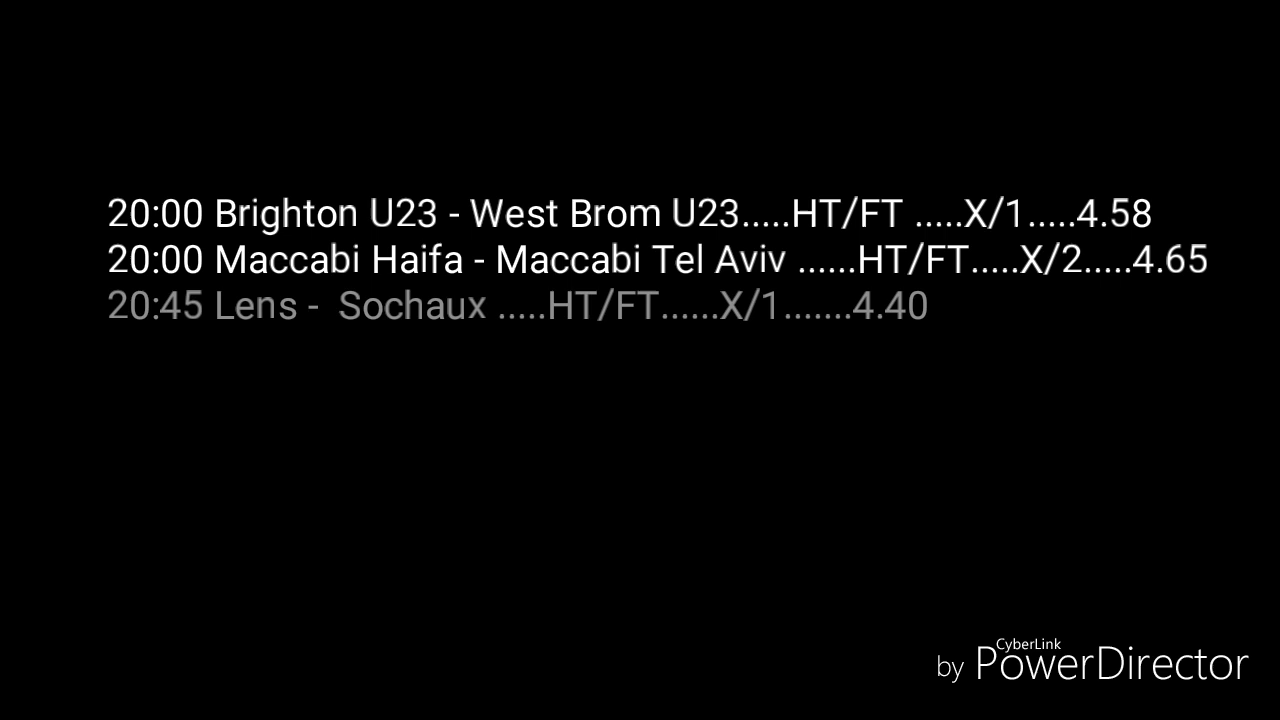 20:00 Brighton U23 - West Brom U23.....HT/FT .....X/1.....4.58
20:00 Maccabi Haifa - Maccabi Tel Aviv ......HT/FT.....X/2.....4.65
20:45 Lens -  Sochaux .....HT/FT......X/1.......4.40
CyberLink
by PowerDirector